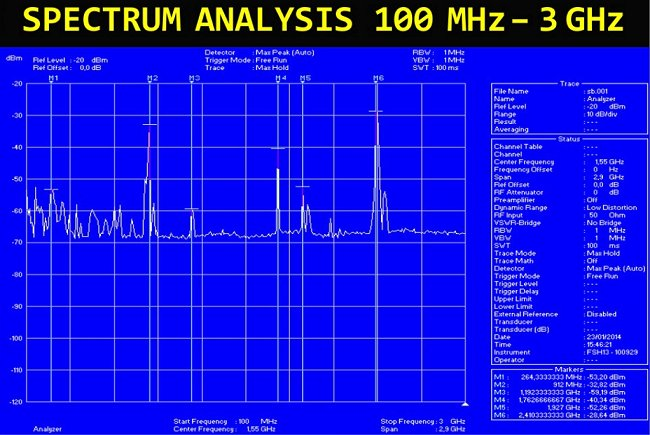 SPECTRUM ANALYSIS 100 MHz – 3 GHz
dBm
Ref Level : -20 dBm
Ref Offset : 0,0 dB
Detector : Max Peak (Auto)
Trigger Mode : Free Run
Trace : Max Hold
RBW : 1 MHz
VBW : 1 MHz
SWT : 100 ms
M1 M2 M3 M4 M5 M6
-20
-30
-40
-50
-60
-70
-80
-90
-100
-110
-120
Analyzer
Start Frequency : 100 MHz
Center Frequency : 1,55 GHz
Stop Frequency : 3 GHz
Span : 2,9 GHz
Trace
File Name : sb.001
Name : Analyzer
Ref Level : -20 dBm
Range : 10 dB/div
Result : ---
Averaging : ---
Status
Channel Table : ---
Channel : ---
Center Frequency : 1,55 GHz
Frequency Offset : 0 Hz
Span : 2,9 GHz
Ref Offset : 0,0 dB
RF Attenuator : 0 dB
Preamplifier : Off
Dynamic Range : Low Distortion
RF Input : 50 Ohm
VSWR-Bridge : No Bridge
RBW : 1 MHz
VBW : 1 MHz
SWT : 100 ms
Trace Mode : Max Hold
Trace Math : Off
Detector : Max Peak (Auto)
Trigger Mode : Free Run
Trigger Level : ---
Trigger Delay : ---
Upper Limit : ---
Lower Limit : ---
External Reference : Disabled
Transducer : ---
Transducer (dB) : ---
Date : 23/01/2014
Time : 15:46:21
Instrument : FSH13 - 100929
Operator : ---
Markers
M1 : 264,3333333 MHz : -53,20 dBm
M2 : 912 MHz : -32,82 dBm
M3 : 1,1923333333 GHz : -59,19 dBm
M4 : 1,7626666667 GHz : -40,34 dBm
M5 : 1,927 GHz : -52,26 dBm
M6 : 2,4103333333 GHz : -28,64 dBm